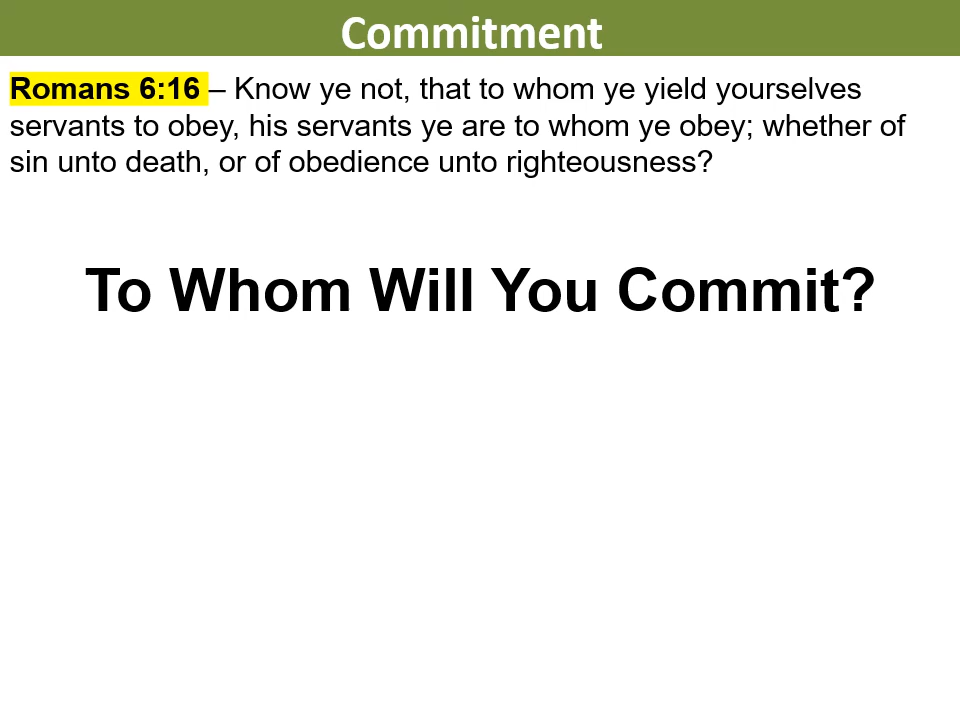 Commitment
Romans 6:16 – Know ye not, that to whom ye yield yourselves
servants to obey, his servants ye are to whom ye obey; whether of
sin unto death, or of obedience unto righteousness?
To Whom Will You Commit?